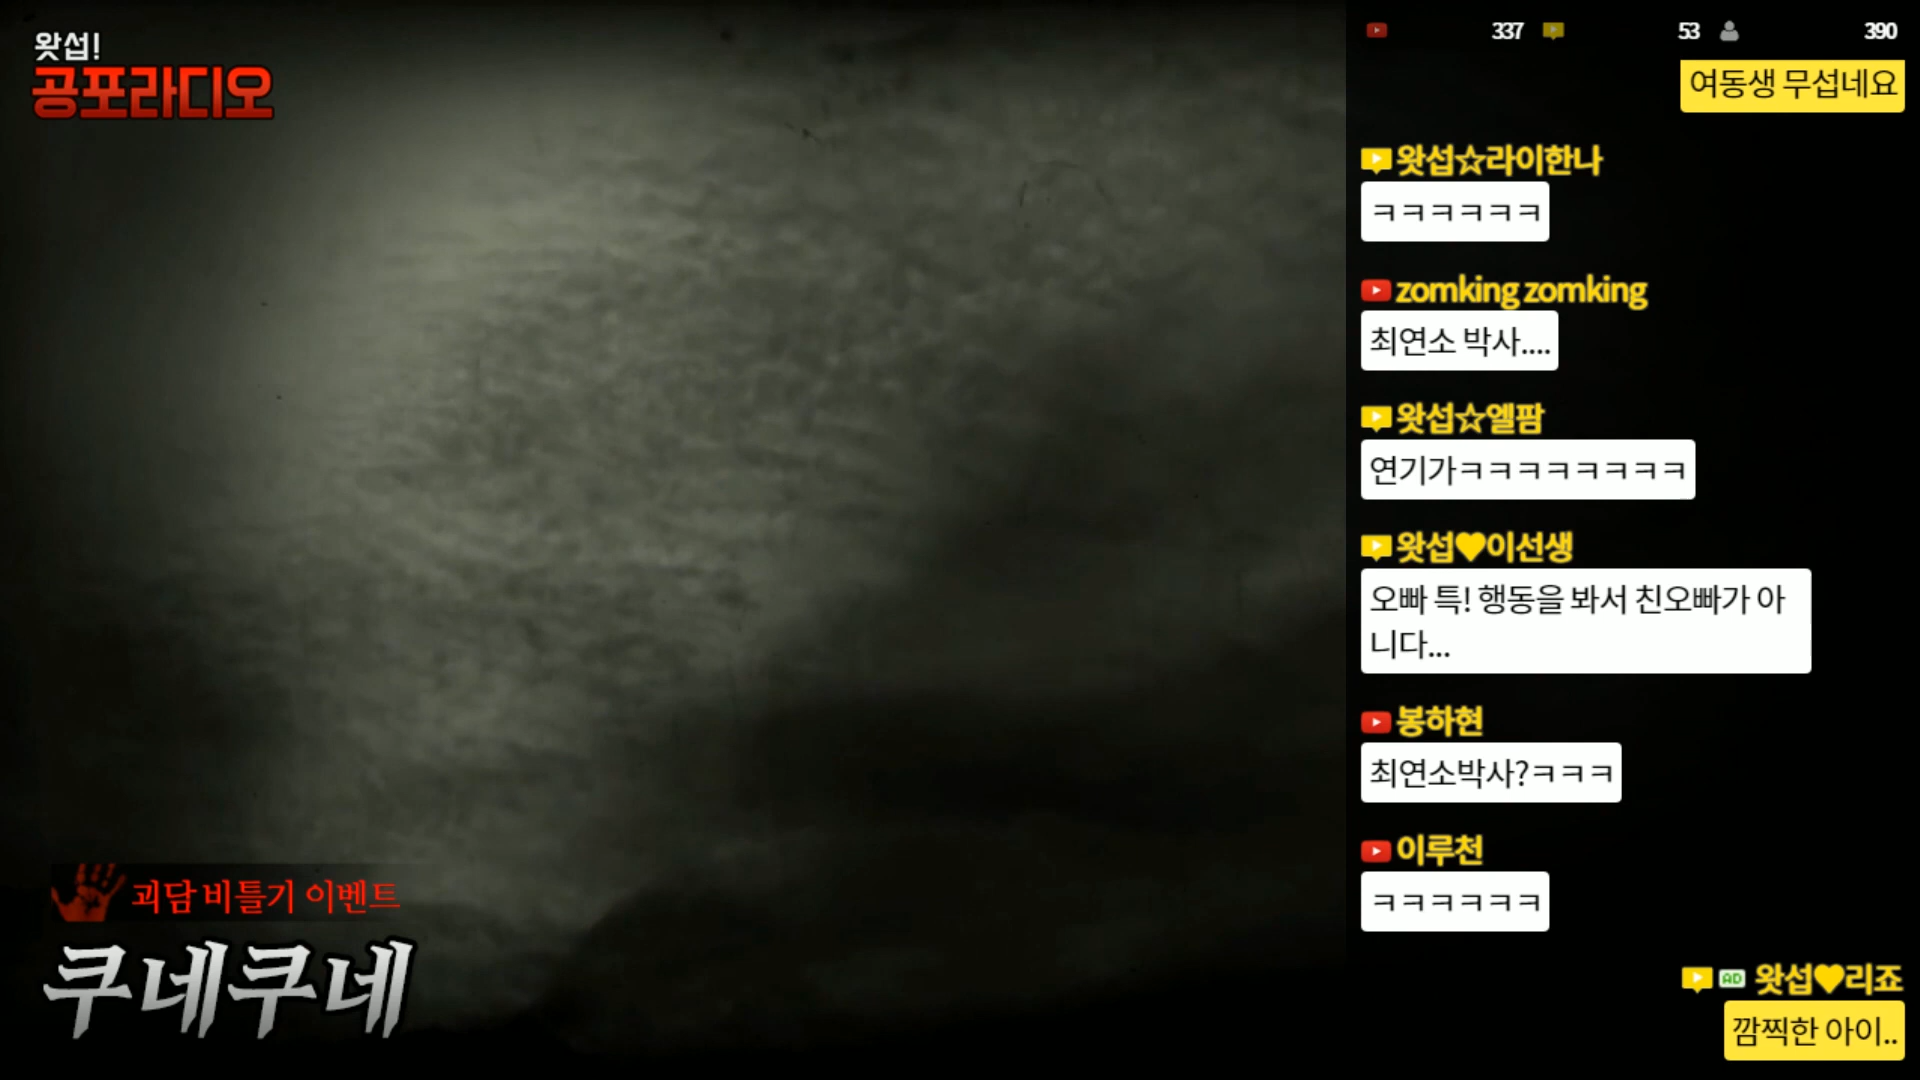 왓섭!
공포라디오
괴담 비틀기 이벤트
쿠네쿠네
337 53 390
여동생 무섭네요
왓섭☆라이한나
ㅋㅋㅋㅋㅋㅋ
zomking zomking
최연소 박사....
왓섭☆엘팜
연기가ㅋㅋㅋㅋㅋㅋㅋㅋ
왓섭♥이선생
오빠 특! 행동을 봐서 친오빠가 아
니다...
봉하현
최연소박사?ㅋㅋㅋ
이루천
ㅋㅋㅋㅋㅋㅋ
AD 왓섭♥리죠
깜찍한 아이..